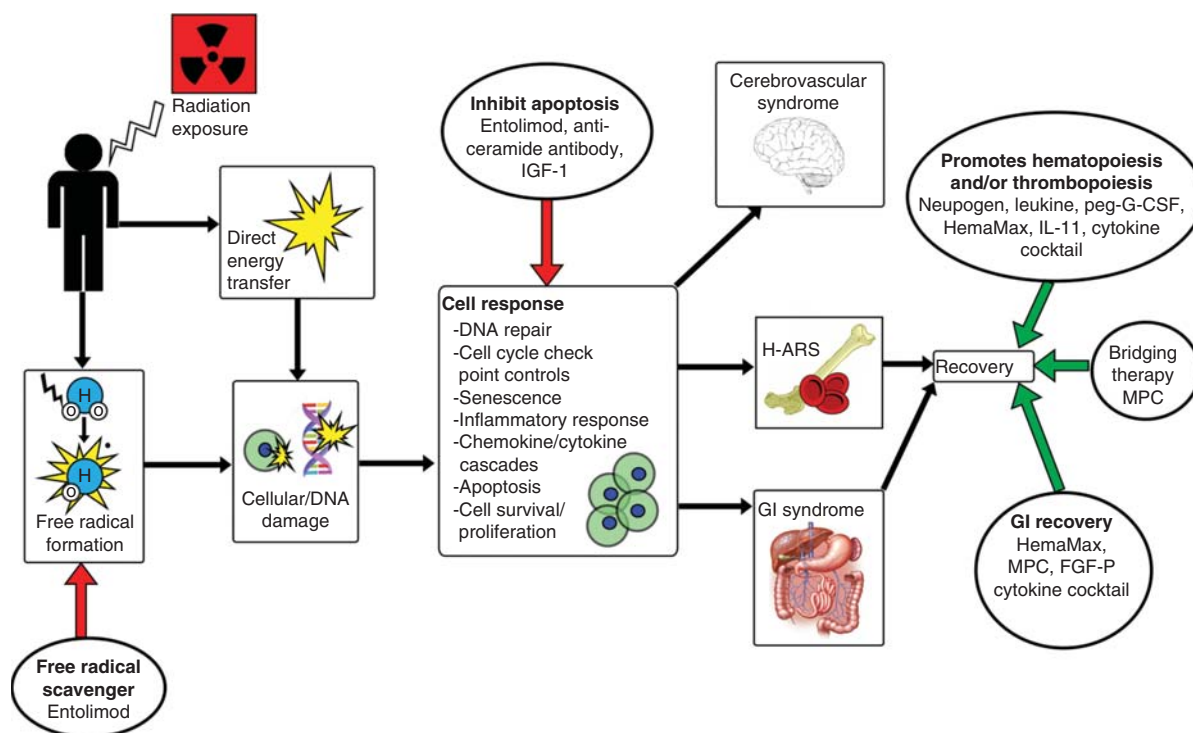 Radiation
exposure
Direct
energy
transfer
H
O O
H
O
Free radical
formation
Free radical
scavenger
Entolimod
Cellular/DNA
damage
Inhibit apoptosis
Entolimod, anti-
ceramide antibody,
IGF-1
Cell response
-DNA repair
-Cell cycle check
point controls
-Senescence
-Inflammatory response
-Chemokine/cytokine
cascades
-Apoptosis
-Cell survival/
proliferation
Cerebrovascular
syndrome
H-ARS
GI syndrome
Recovery
Promotes hematopoiesis
and/or thrombopoiesis
Neupogen, leukine, peg-G-CSF,
HemaMax, IL-11, cytokine
cocktail
Bridging
therapy
MPC
GI recovery
HemaMax,
MPC, FGF-P
cytokine cocktail